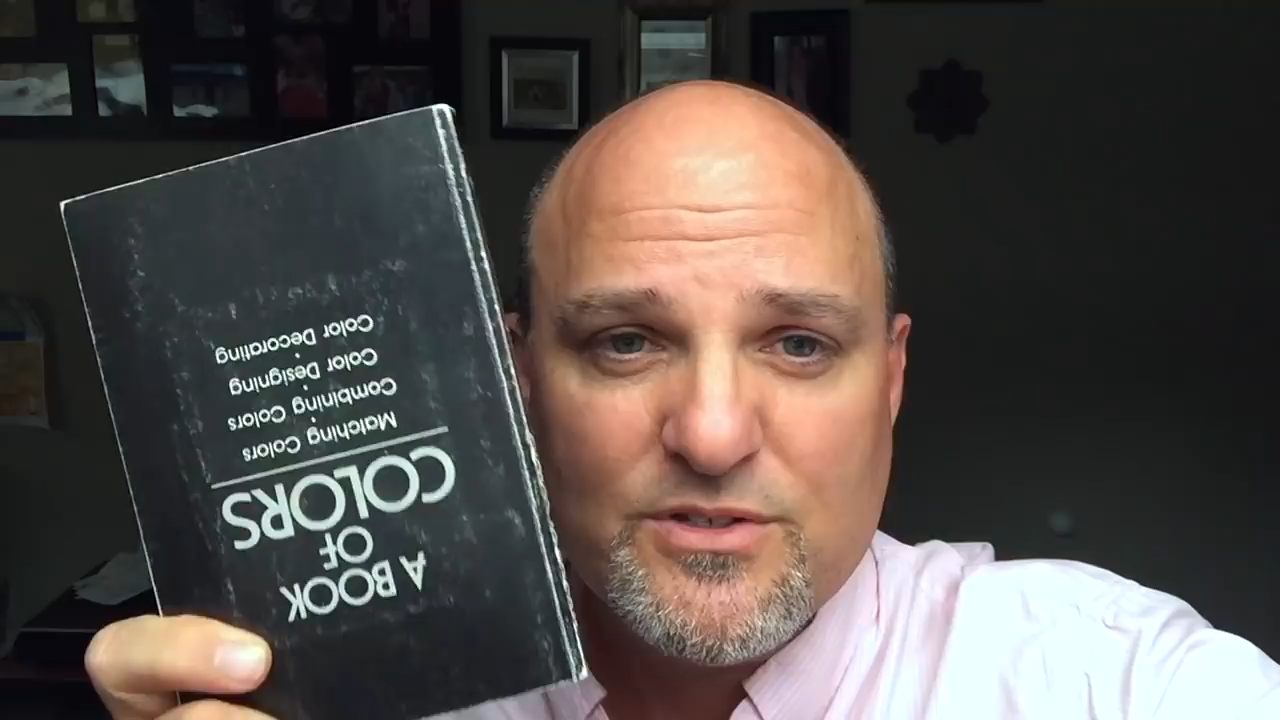 A BOOK
OF
COLORS
Matching Colors
•
Combining Colors
•
Color Designing
•
Color Decorating